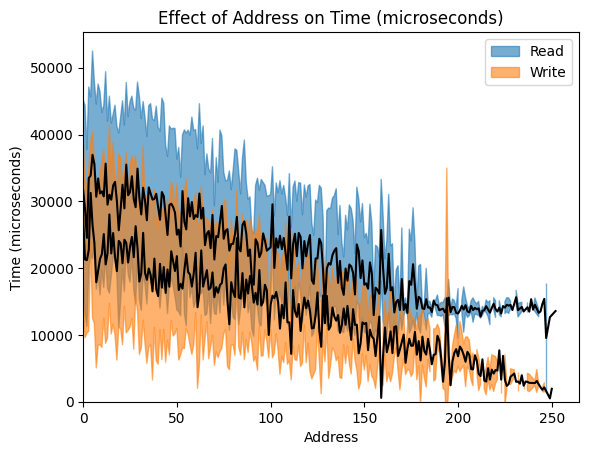 Effect of Address on Time (microseconds)
Read
Write
Time (microseconds)
50000
40000
30000
20000
10000
0
0 50 100 150 200 250
Address